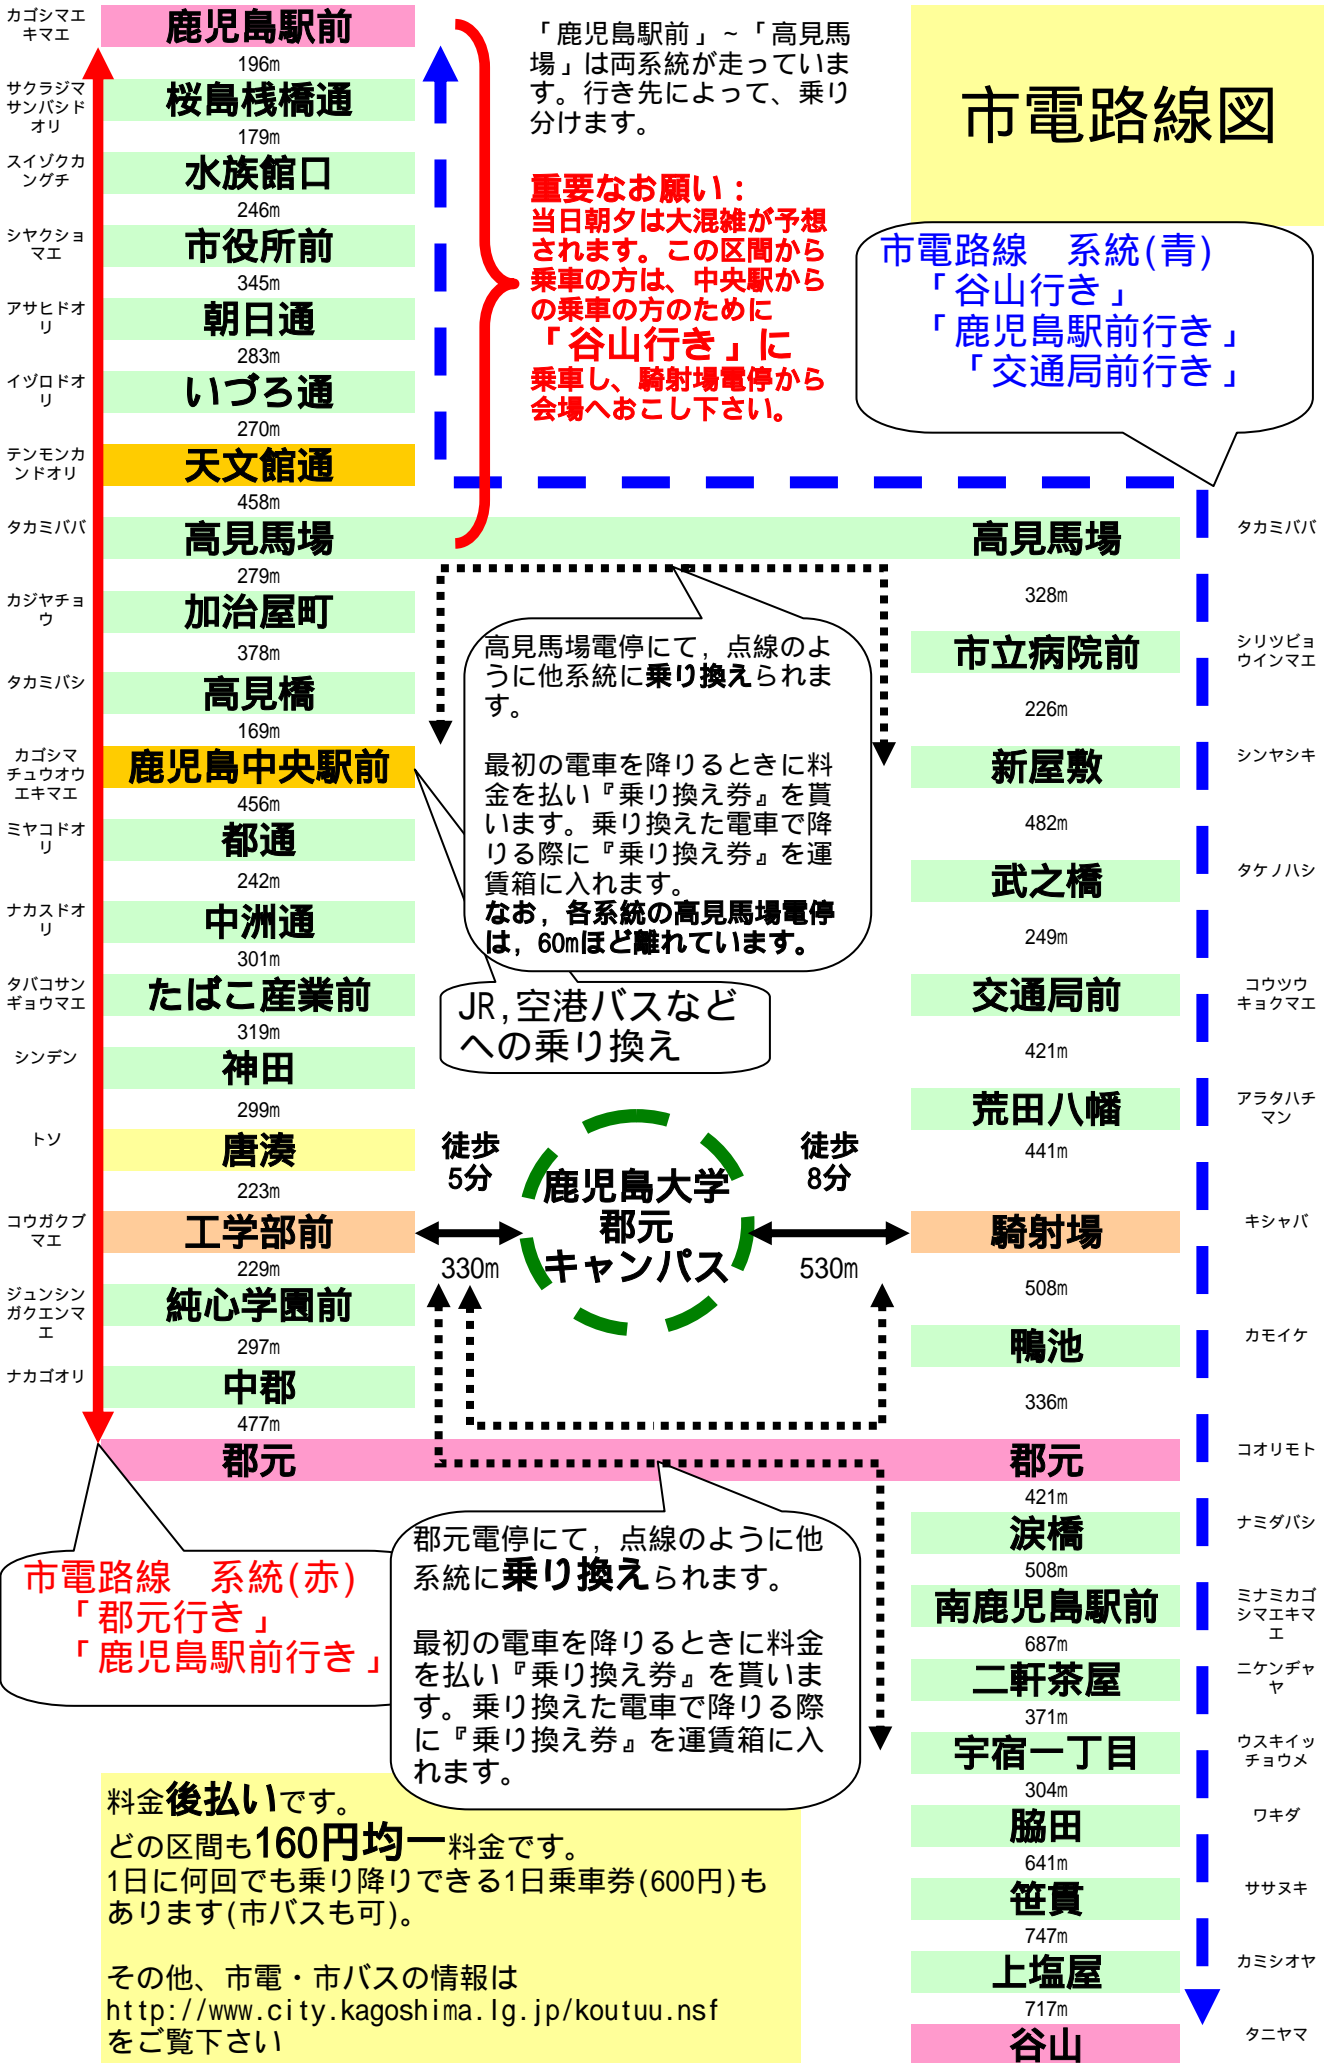 市電路線図
カゴシマエ
キマエ
鹿児島駅前
196m
サクラジマ
サンバシド
オリ
桜島桟橋通
179m
スイゾクカ
ングチ
水族館口
246m
シヤクショ
マエ
市役所前
345m
アサヒドオ
リ
朝日通
283m
イヅロドオ
リ
いづろ通
270m
テンモンカ
ンドオリ
天文館通
458m
タカミババ
高見馬場
279m
カジヤチョ
ウ
加治屋町
378m
タカミバシ
高見橋
169m
カゴシマ
チュウオウ
エキマエ
鹿児島中央駅前
456m
ミヤコドオ
リ
都通
242m
ナカスドオ
リ
中洲通
301m
タバコサン
ギョウマエ
たばこ産業前
319m
シンデン
神田
299m
トソ
唐湊
223m
コウガクブ
マエ
工学部前
229m
ジュンシン
ガクエンマ
エ
純心学園前
297m
ナカゴオリ
中郡
477m
郡元
「鹿児島駅前」~「高見馬
場」は両系統が走っていま
す。行き先によって、乗り
分けます。
重要なお願い：
当日朝夕は大混雑が予想
されます。この区間から
乗車の方は、中央駅から
の乗車の方のために
「谷山行き」に
乗車し、騎射場電停から
会場へおこし下さい。
市電路線　系統(青)
「谷山行き」
「鹿児島駅前行き」
「交通局前行き」
高見馬場電停にて，点線のよ
うに他系統に乗り換えられま
す。
最初の電車を降りるときに料
金を払い『乗り換え券』を貰
います。乗り換えた電車で降
りる際に『乗り換え券』を運
賃箱に入れます。
なお，各系統の高見馬場電停
は，60mほど離れています。
JR,空港バスなど
への乗り換え
徒歩
5分
330m
鹿児島大学
郡元
キャンパス
徒歩
8分
530m
高見馬場
タカミババ
328m
市立病院前
シリツビョ
ウインマエ
226m
新屋敷
シンヤシキ
482m
武之橋
タケノハシ
249m
交通局前
コウツウ
キョクマエ
421m
荒田八幡
アラタハチ
マン
441m
騎射場
キシャバ
508m
鴨池
カモイケ
336m
郡元
コオリモト
421m
涙橋
ナミダバシ
508m
南鹿児島駅前
ミナミカゴ
シマエキマ
エ
687m
二軒茶屋
ニケンヂャ
ヤ
371m
宇宿一丁目
ウスキイッ
チョウメ
304m
脇田
ワキダ
641m
笹貫
ササヌキ
747m
上塩屋
カミシオヤ
717m
谷山
タニヤマ
市電路線　系統(赤)
「郡元行き」
「鹿児島駅前行き」
郡元電停にて，点線のように他
系統に乗り換えられます。
最初の電車を降りるときに料金
を払い『乗り換え券』を貰いま
す。乗り換えた電車で降りる際
に『乗り換え券』を運賃箱に入
れます。
料金後払いです。
どの区間も160円均一料金です。
1日に何回でも乗り降りできる1日乗車券(600円)も
あります(市バスも可)。
その他、市電・市バスの情報は
http://www.city.kagoshima.lg.jp/koutuu.nsf
をご覧下さい